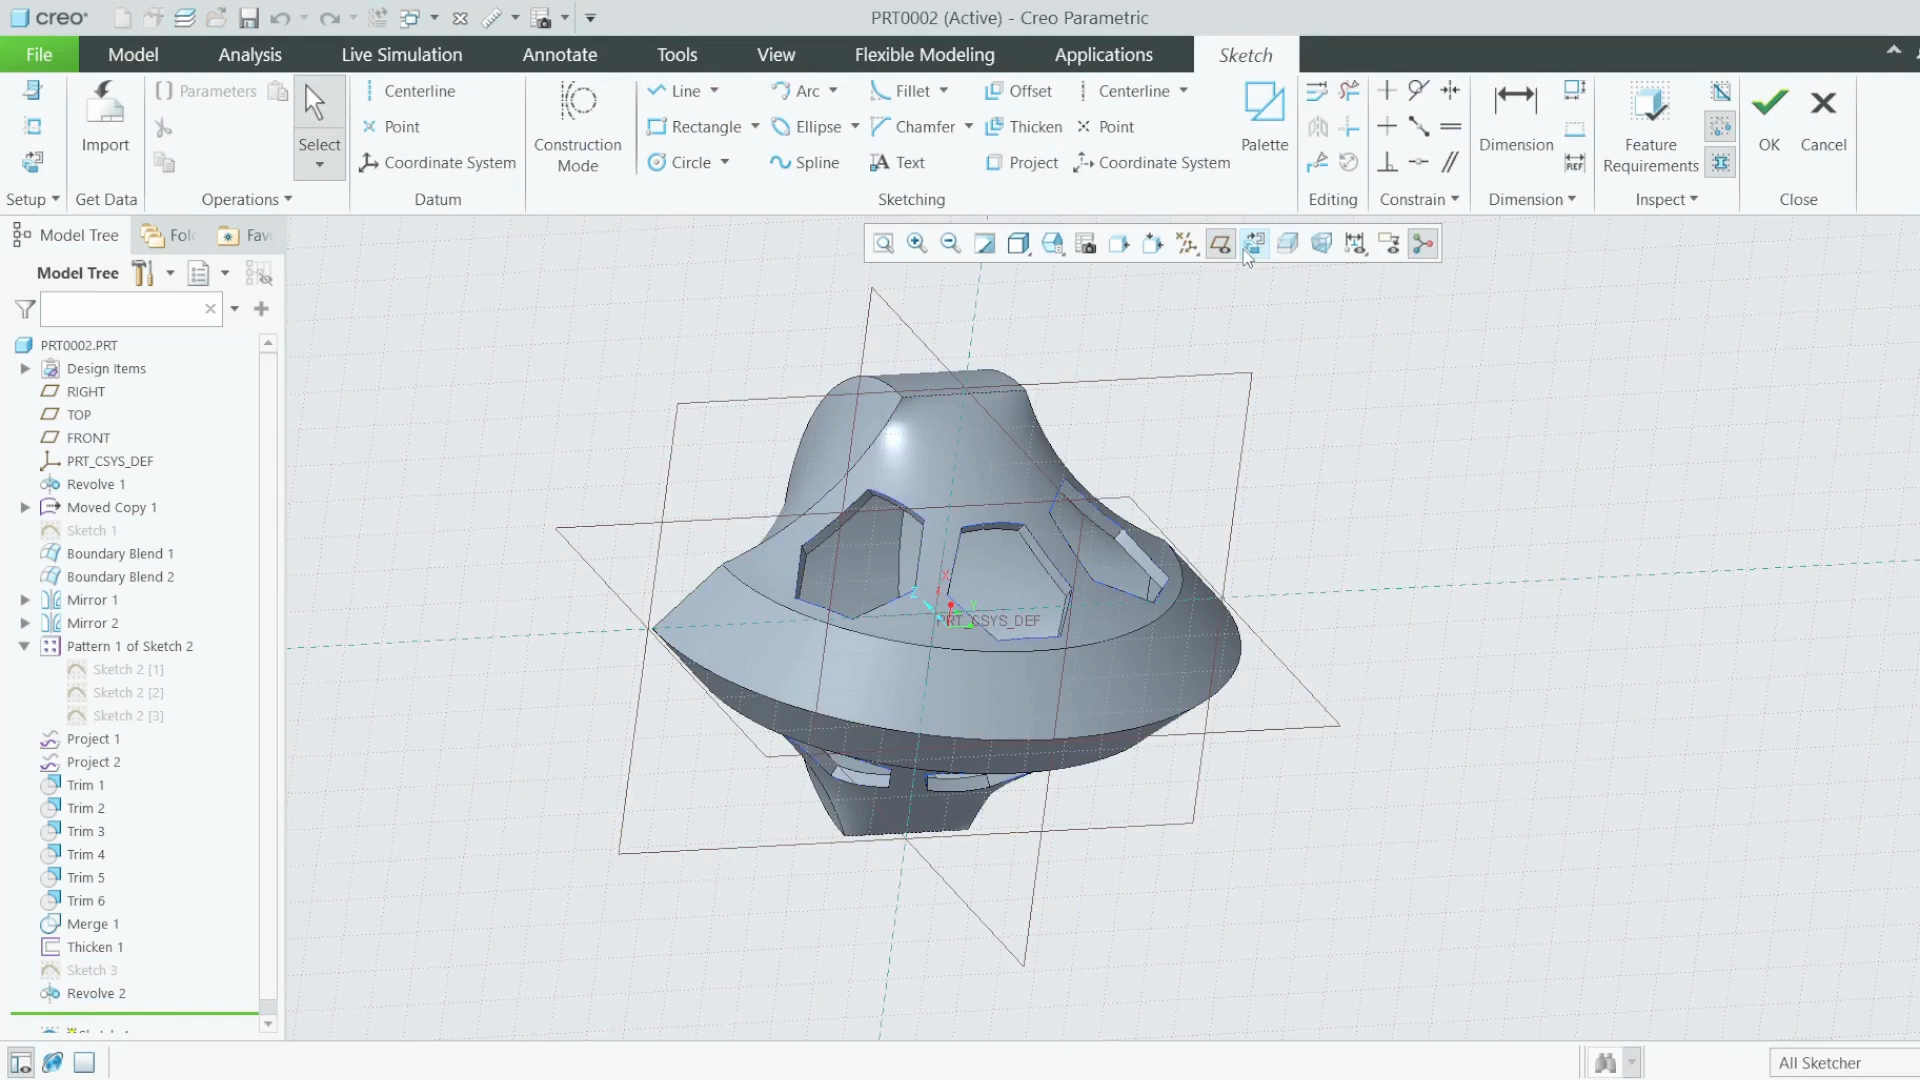 creo
PRT0002 (Active) - Creo Parametric
File Model Analysis Live Simulation Annotate Tools View Flexible Modeling Applications Sketch
Parameters Centerline Line Arc Fillet Offset Centerline
Point Rectangle Ellipse Chamfer Thicken Point
Import Select Construction Mode Palette Dimension Feature Requirements OK Cancel
Coordinate System Circle Spline Text Project Coordinate System
REF
Setup Get Data Operations Datum Sketching Editing Constrain Dimension Inspect Close
Model Tree Fol Fav
Model Tree
PRT0002.PRT
Design Items
RIGHT
TOP
FRONT
PRT_CSYS_DEF
Revolve 1
Moved Copy 1
Sketch 1
Boundary Blend 1
Boundary Blend 2
Mirror 1
Mirror 2
Pattern 1 of Sketch 2
Sketch 2 [1]
Sketch 2 [2]
Sketch 2 [3]
Project 1
Project 2
Trim 1
Trim 2
Trim 3
Trim 4
Trim 5
Trim 6
Merge 1
Thicken 1
Sketch 3
Revolve 2
X
Z
Y
PRT_CSYS_DEF
All Sketcher